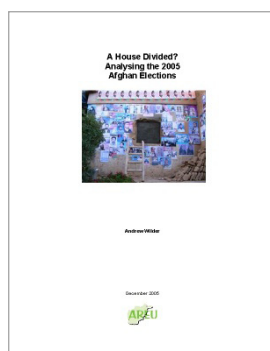 A House Divided?
Analysing the 2005
Afghan Elections
Andrew Wilder
December 2005
AREU